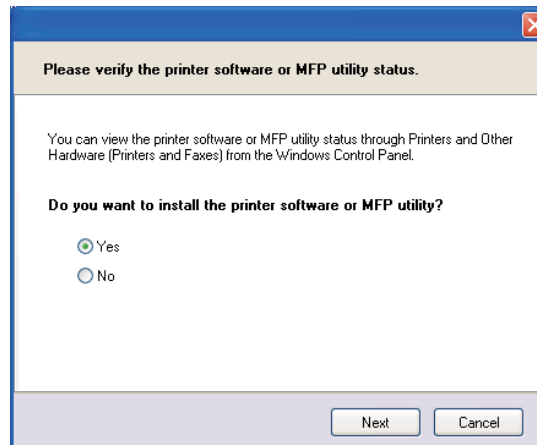 Please verify the printer software or MFP utility status.
You can view the printer software or MFP utility status through Printers and Other
Hardware (Printers and Faxes) from the Windows Control Panel.
Do you want to install the printer software or MFP utility?
Yes
No
Next
Cancel